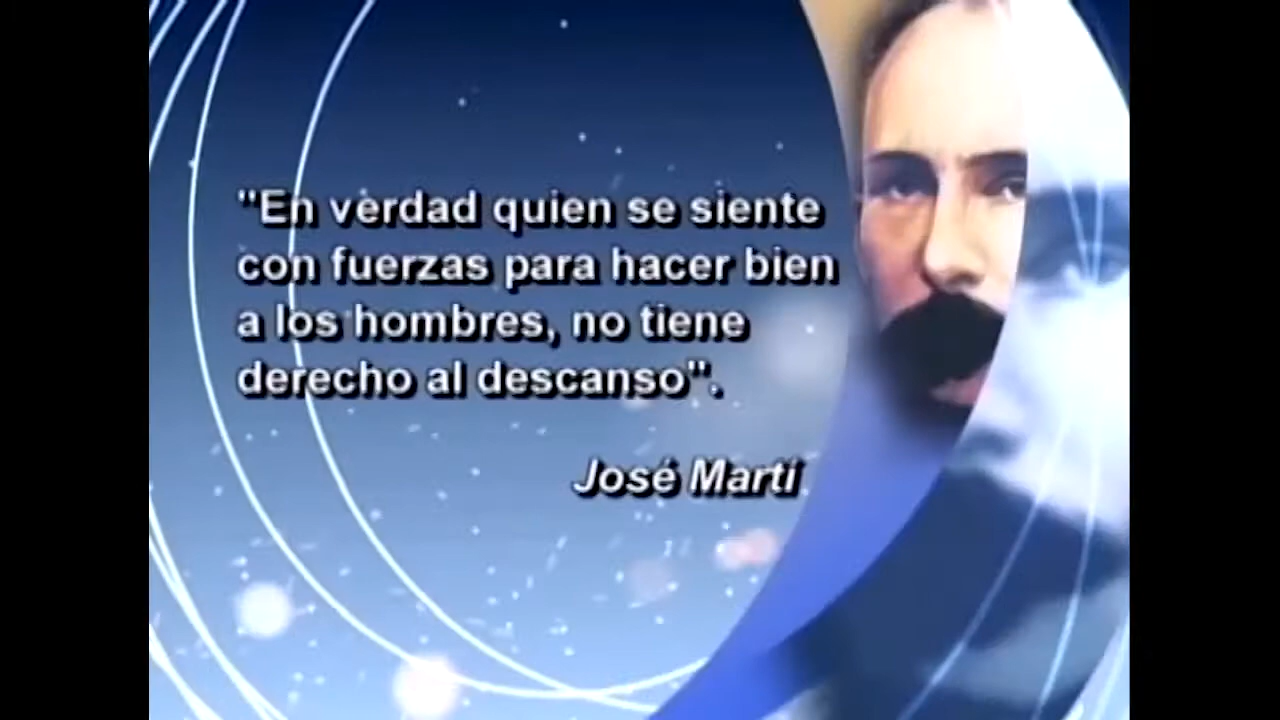 "En verdad quien se siente
con fuerzas para hacer bien
a los hombres, no tiene
derecho al descanso".
José Martí